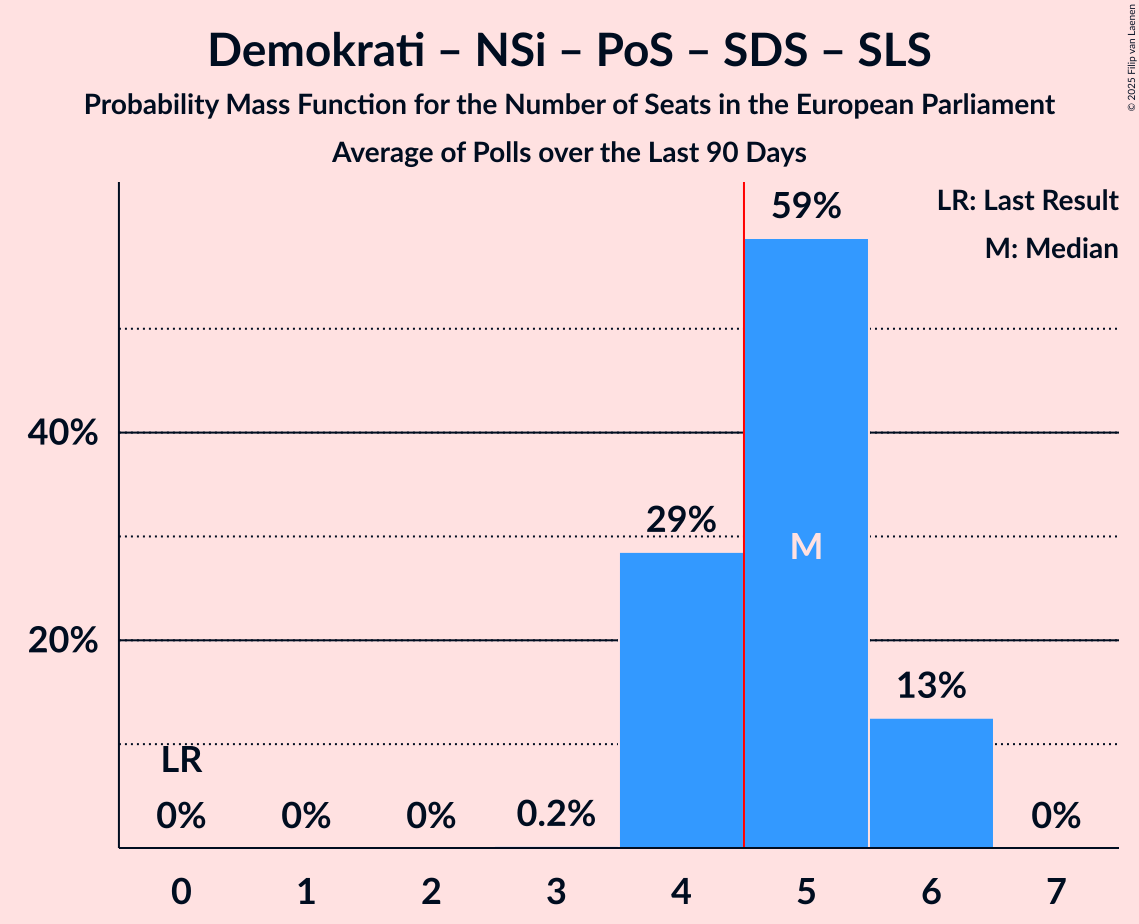 Demokrati – NSi – PoS – SDS – SLS
Probability Mass Function for the Number of Seats in the European Parliament
Average of Polls over the Last 90 Days
© 2025 Filip van Laenen
LR: Last Result
M: Median
59%
40%
29%
M
20%
13%
LR
0% 0% 0% 0.2% 0%
0 1 2 3 4 5 6 7